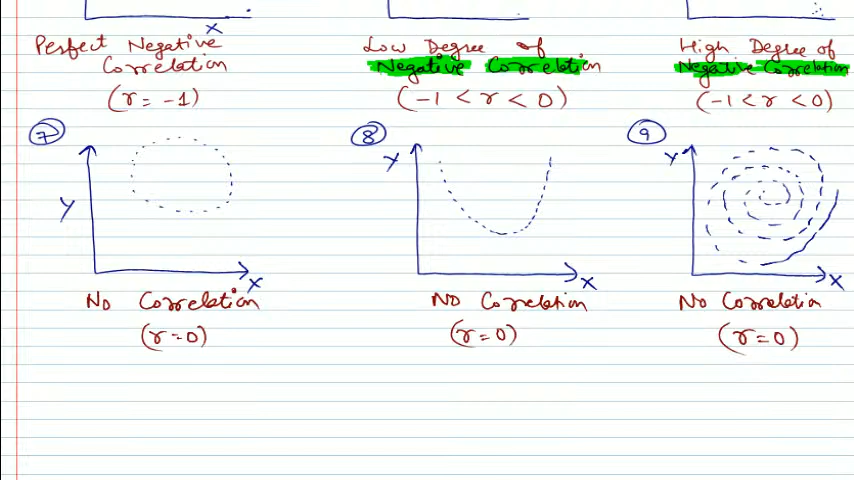 X
Perfect Negative
Correlation
(r = -1)
Low Degree of
Negative Correlation
(-1 < r < 0)
High Degree of
Negative Correlation
(-1 < r < 0)
7
Y
X
No Correlation
(r = 0)
8
Y
X
No Correlation
(r = 0)
9
Y
X
No Correlation
(r = 0)